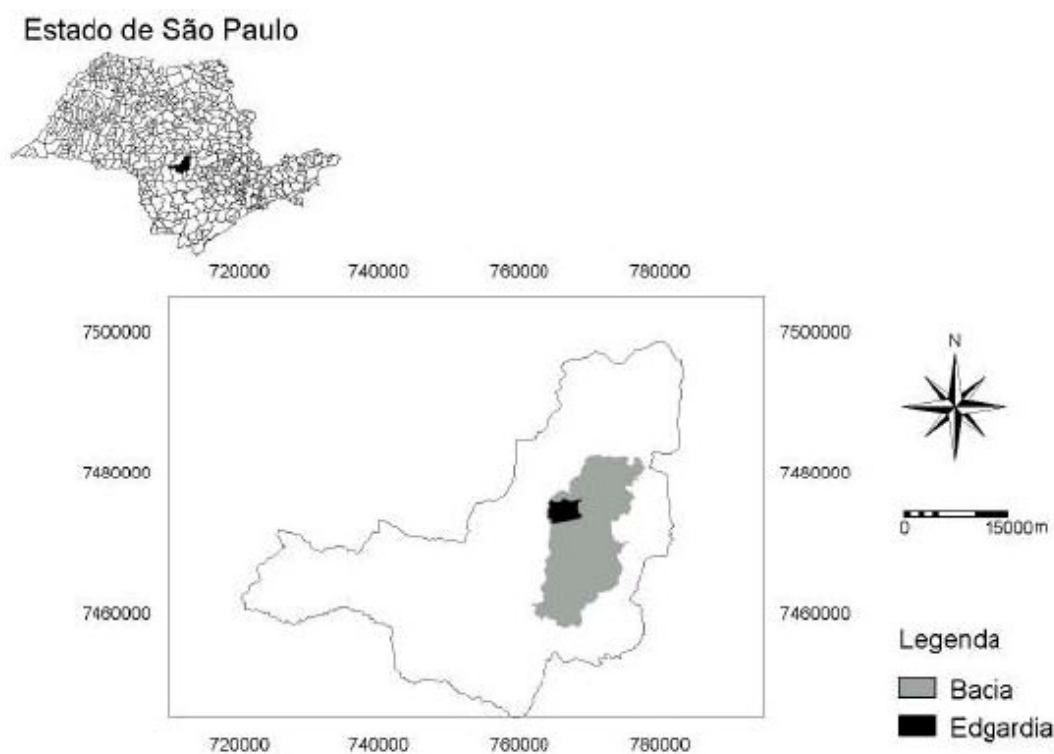 Estado de São Paulo
720000 740000 760000 780000
7500000 7500000
N
7480000 7480000
0 15000m
7460000 7460000
Legenda
Bacia
Edgardia
720000 740000 760000 780000